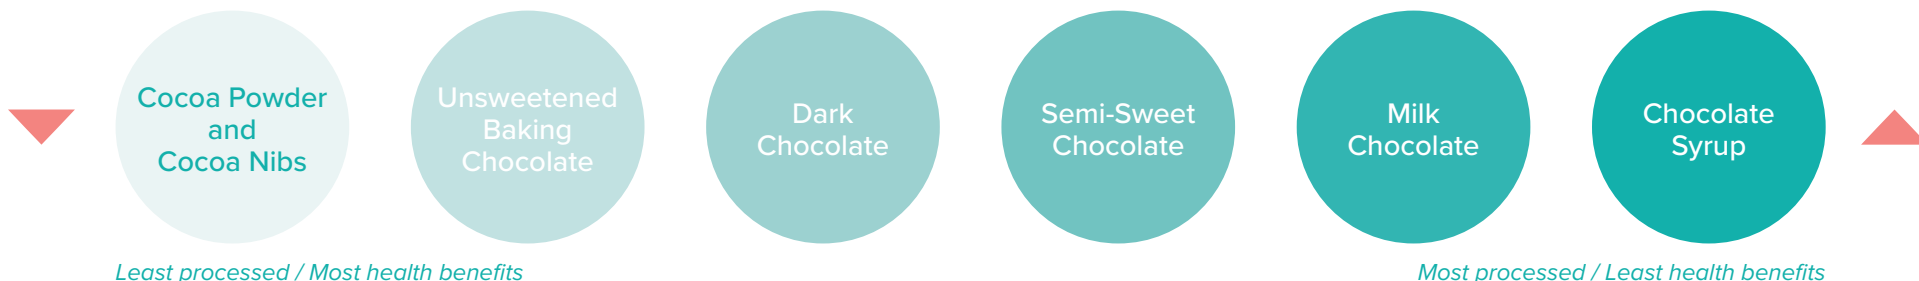 Cocoa Powder
and
Cocoa Nibs
Unsweetened
Baking
Chocolate
Dark
Chocolate
Semi-Sweet
Chocolate
Milk
Chocolate
Chocolate
Syrup
Least processed / Most health benefits
Most processed / Least health benefits